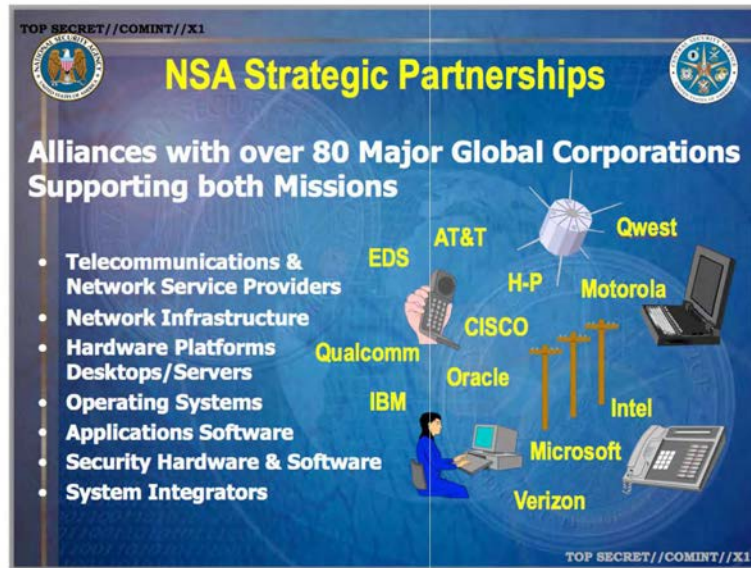 TOP SECRET//COMINT//X1
NSA Strategic Partnerships
Alliances with over 80 Major Global Corporations
Supporting both Missions
• Telecommunications &
Network Service Providers
• Network Infrastructure
• Hardware Platforms
Desktops/Servers
• Operating Systems
• Applications Software
• Security Hardware & Software
• System Integrators
Qwest
AT&T
EDS
H-P
Motorola
CISCO
Qualcomm
Oracle
IBM
Intel
Microsoft
Verizon
TOP SECRET//COMINT//X1